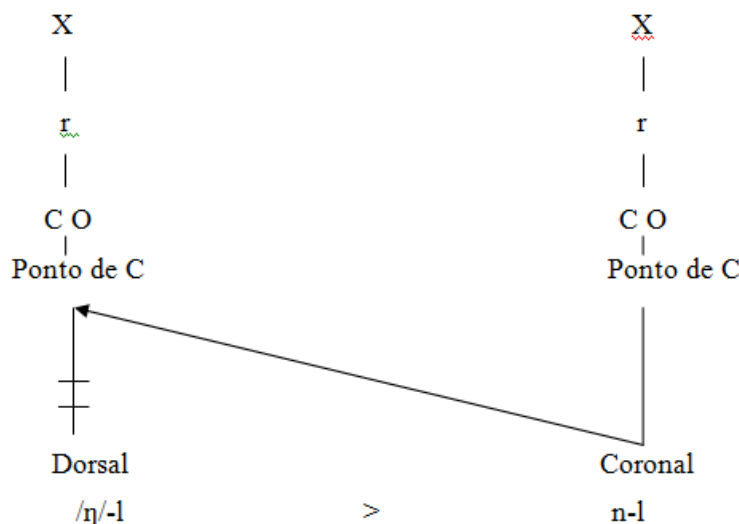 X X
r r
C O C O
Ponto de C Ponto de C
Dorsal Coronal
/η/-l > n-l